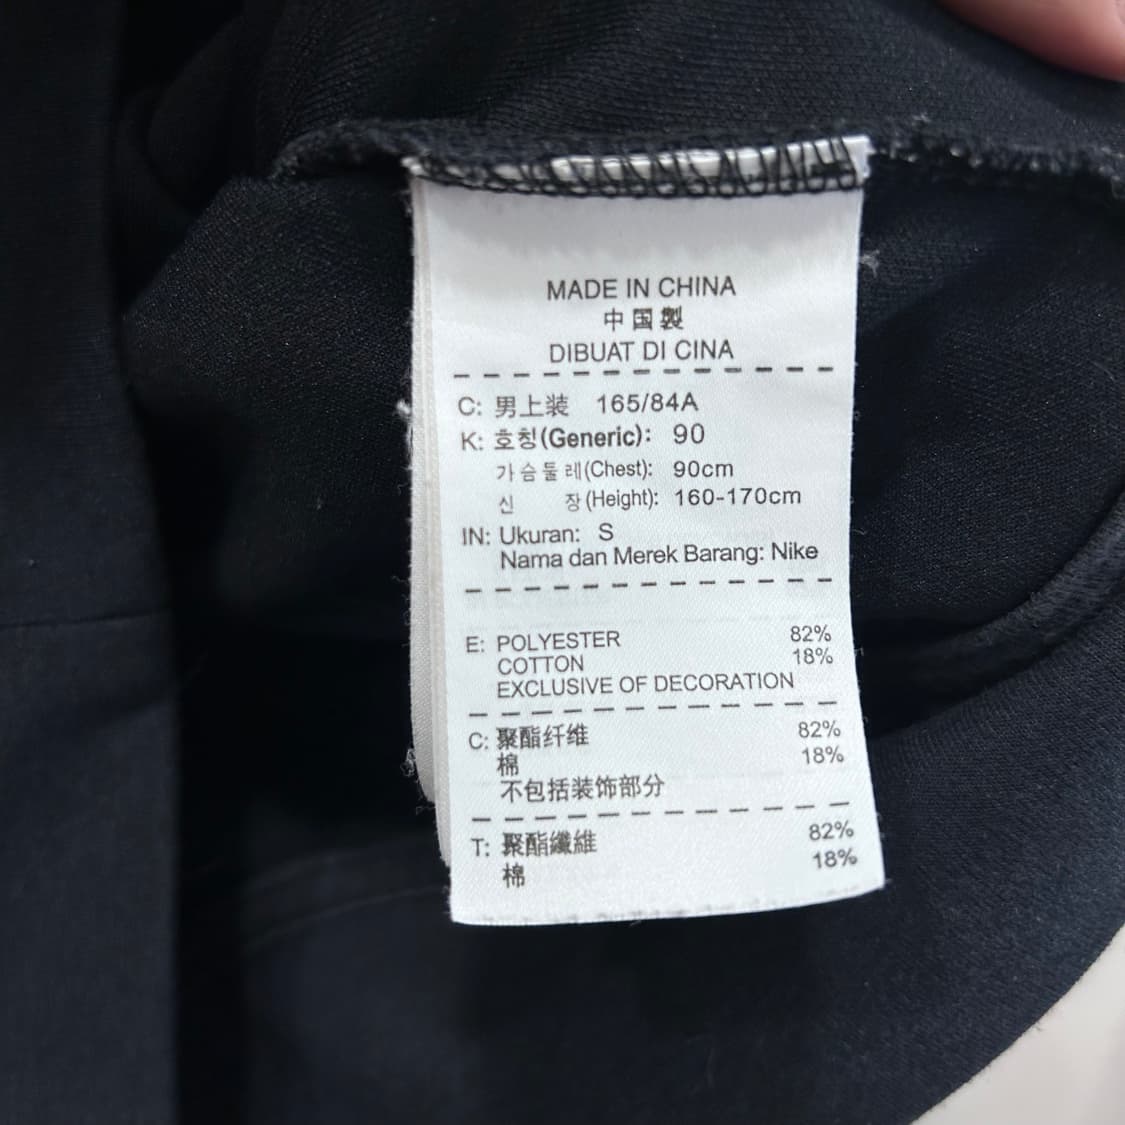 MADE IN CHINA
中国製
DIBUAT DI CINA
C: 男上装 165/84A
K: 호칭(Generic): 90
가슴둘레(Chest): 90cm
신 장(Height): 160-170cm
IN: Ukuran: S
Nama dan Merek Barang: Nike
E: POLYESTER 82%
COTTON 18%
EXCLUSIVE OF DECORATION
C: 聚酯纤维 82%
棉 18%
不包括装饰部分
T: 聚酯纖維 82%
棉 18%